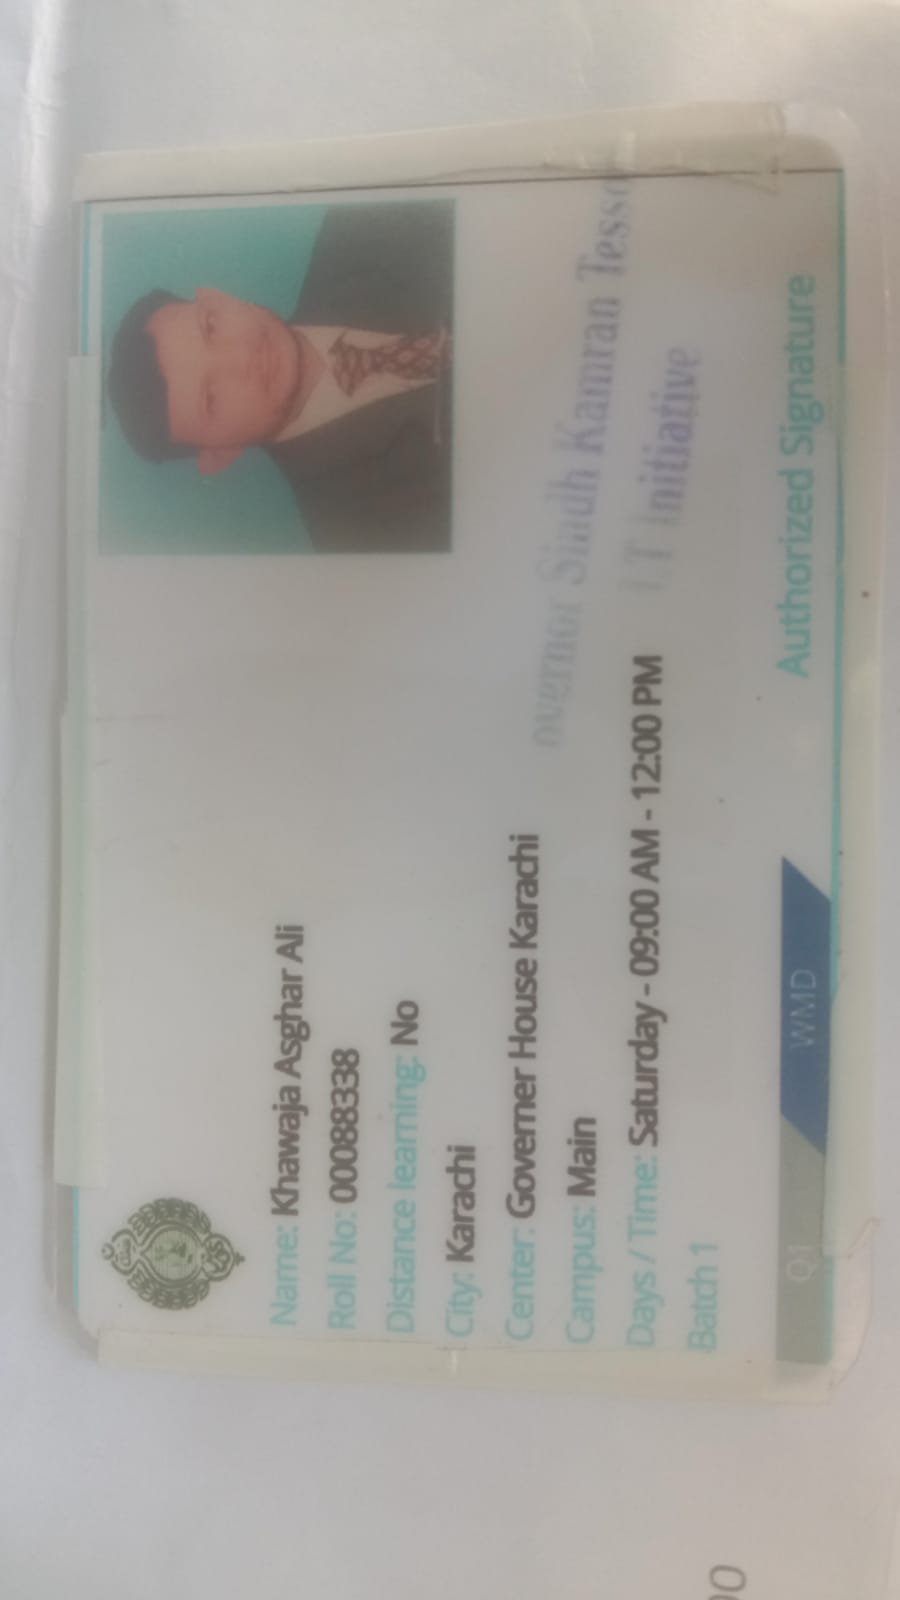 Name: Khawaja Asghar Ali
Roll No: 00088338
Distance learning: No
City: Karachi
Center: Governer House Karachi
Campus: Main
Days / Time: Saturday - 09:00 AM - 12:00 PM
Batch 1
overnor Sindh Kamran Tesso
I.T Initiative
Q1
WMD
Authorized Signature